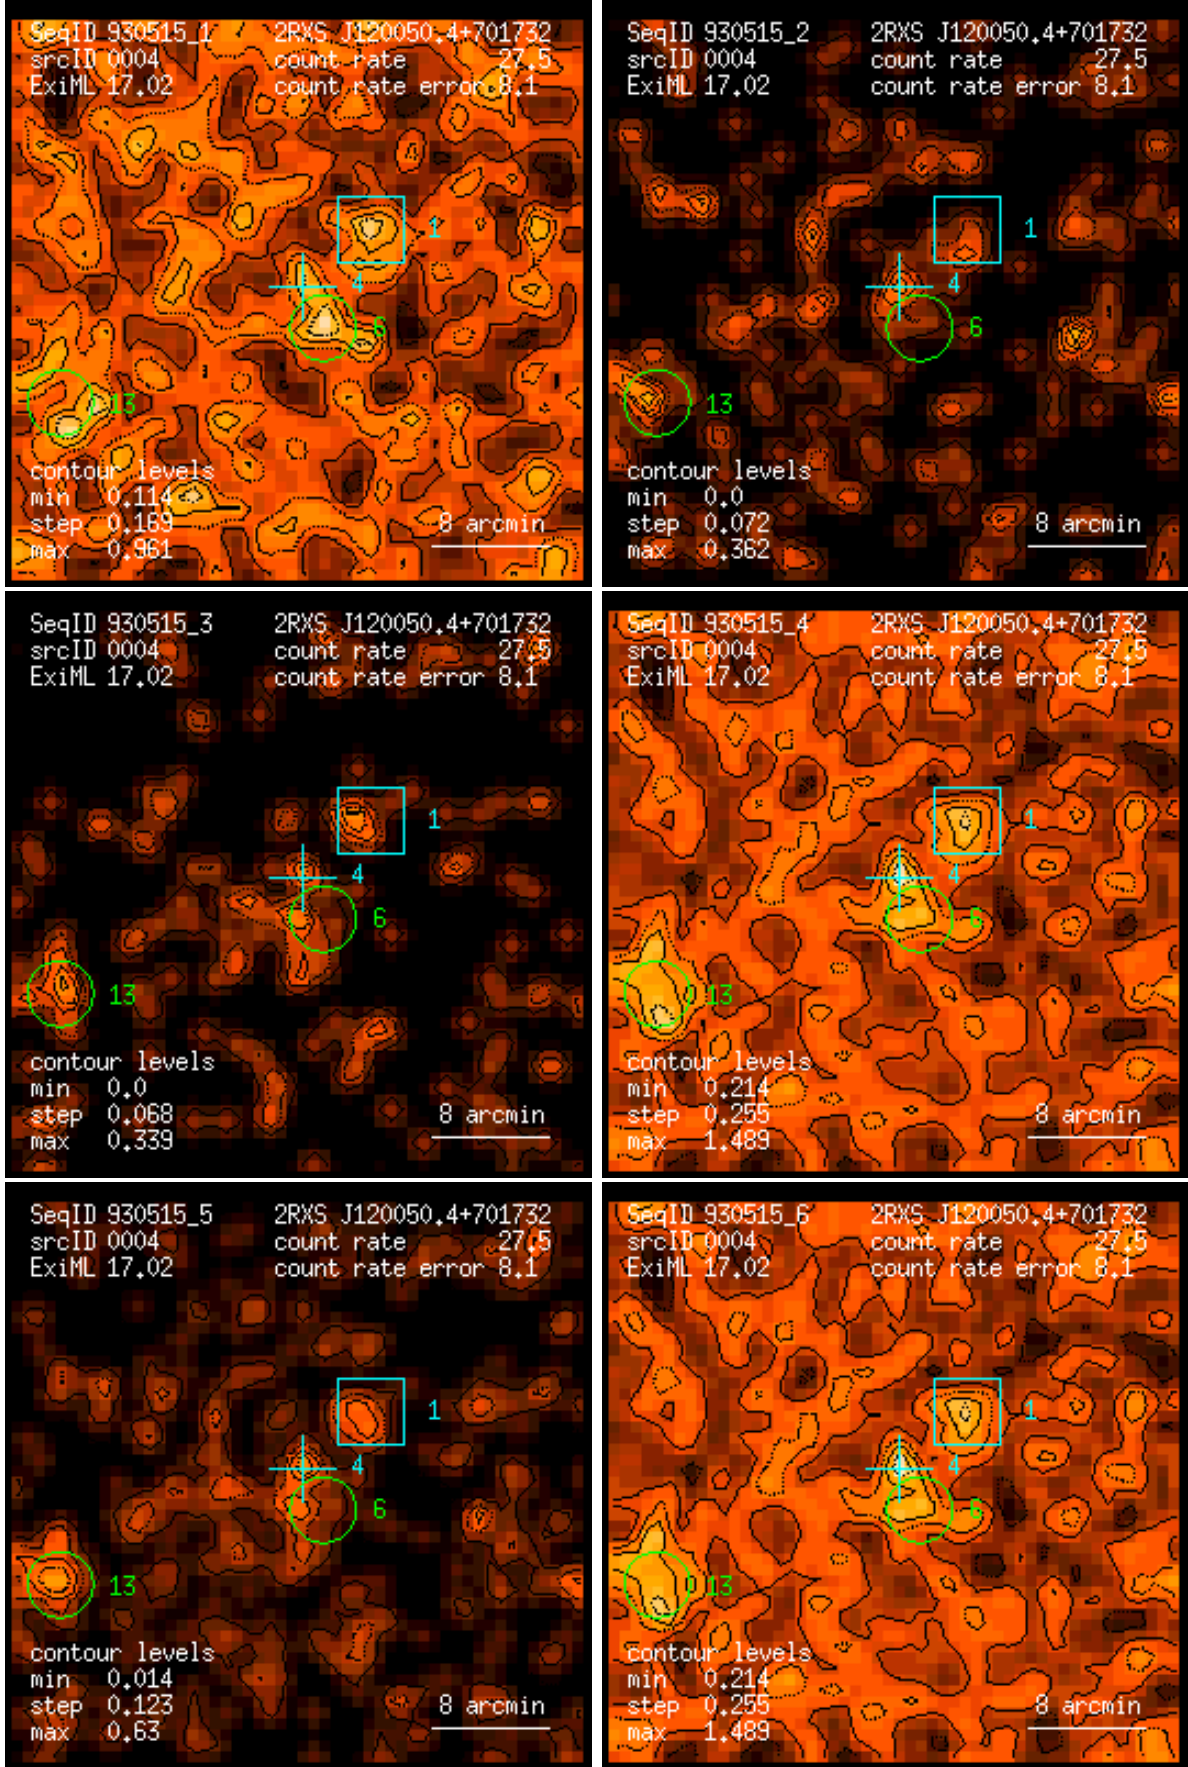 SeqID 930515_1 2RXS J120050.4+701732
srcID 0004 count rate 27.5
ExiML 17.02 count rate error 8.1
1
4
6
13
contour levels
min 0.114
step 0.169 8 arcmin
max 0.961
SeqID 930515_2 2RXS J120050.4+701732
srcID 0004 count rate 27.5
ExiML 17.02 count rate error 8.1
1
4
6
13
contour levels
min 0.0
step 0.072 8 arcmin
max 0.362
SeqID 930515_3 2RXS J120050.4+701732
srcID 0004 count rate 27.5
ExiML 17.02 count rate error 8.1
1
4
6
13
contour levels
min 0.0
step 0.068 8 arcmin
max 0.339
SeqID 930515_4 2RXS J120050.4+701732
srcID 0004 count rate 27.5
ExiML 17.02 count rate error 8.1
1
4
6
13
contour levels
min 0.214
step 0.255 8 arcmin
max 1.489
SeqID 930515_5 2RXS J120050.4+701732
srcID 0004 count rate 27.5
ExiML 17.02 count rate error 8.1
1
4
6
13
contour levels
min 0.014
step 0.123 8 arcmin
max 0.63
SeqID 930515_6 2RXS J120050.4+701732
srcID 0004 count rate 27.5
ExiML 17.02 count rate error 8.1
1
4
6
13
contour levels
min 0.214
step 0.255 8 arcmin
max 1.489